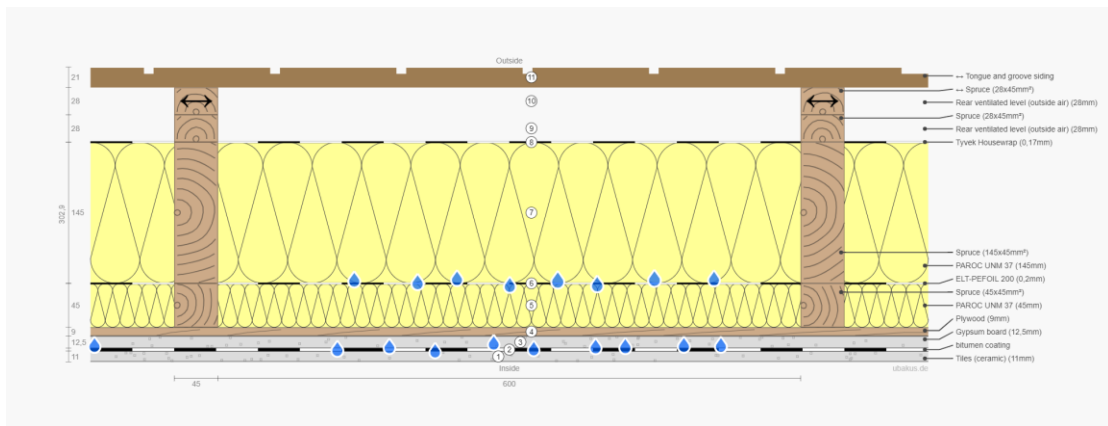 Outside
21
28
28
302,9
145
45
9
12,5
11
11
10
9
8
7
6
5
4
3
2
1
↔ Tongue and groove siding
↔ Spruce (28x45mm²)
Rear ventilated level (outside air) (28mm)
Spruce (28x45mm²)
Rear ventilated level (outside air) (28mm)
Tyvek Housewrap (0,17mm)
Spruce (145x45mm²)
PAROC UNM 37 (145mm)
ELT-PEFOIL 200 (0,2mm)
Spruce (45x45mm²)
PAROC UNM 37 (45mm)
Plywood (9mm)
Gypsum board (12,5mm)
bitumen coating
Tiles (ceramic) (11mm)
Inside
ubakus.de
45
600